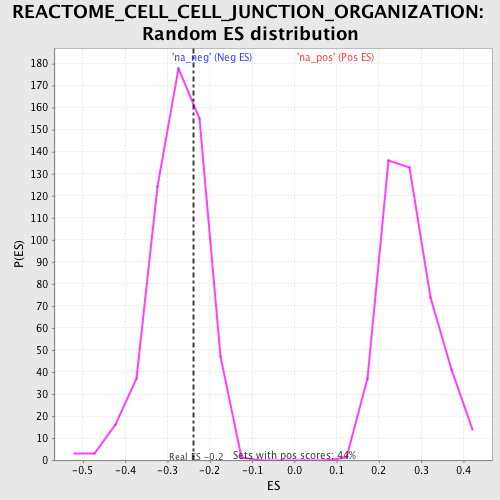 REACTOME_CELL_CELL_JUNCTION_ORGANIZATION:
Random ES distribution
'na_neg' (Neg ES)
'na_pos' (Pos ES)
180
170
160
150
140
130
120
110
100
90
80
70
60
50
40
30
20
10
0
P(ES)
Real ES -0.2
Sets with pos scores: 44%
-0.5 -0.4 -0.3 -0.2 -0.1 0.0 0.1 0.2 0.3 0.4
ES